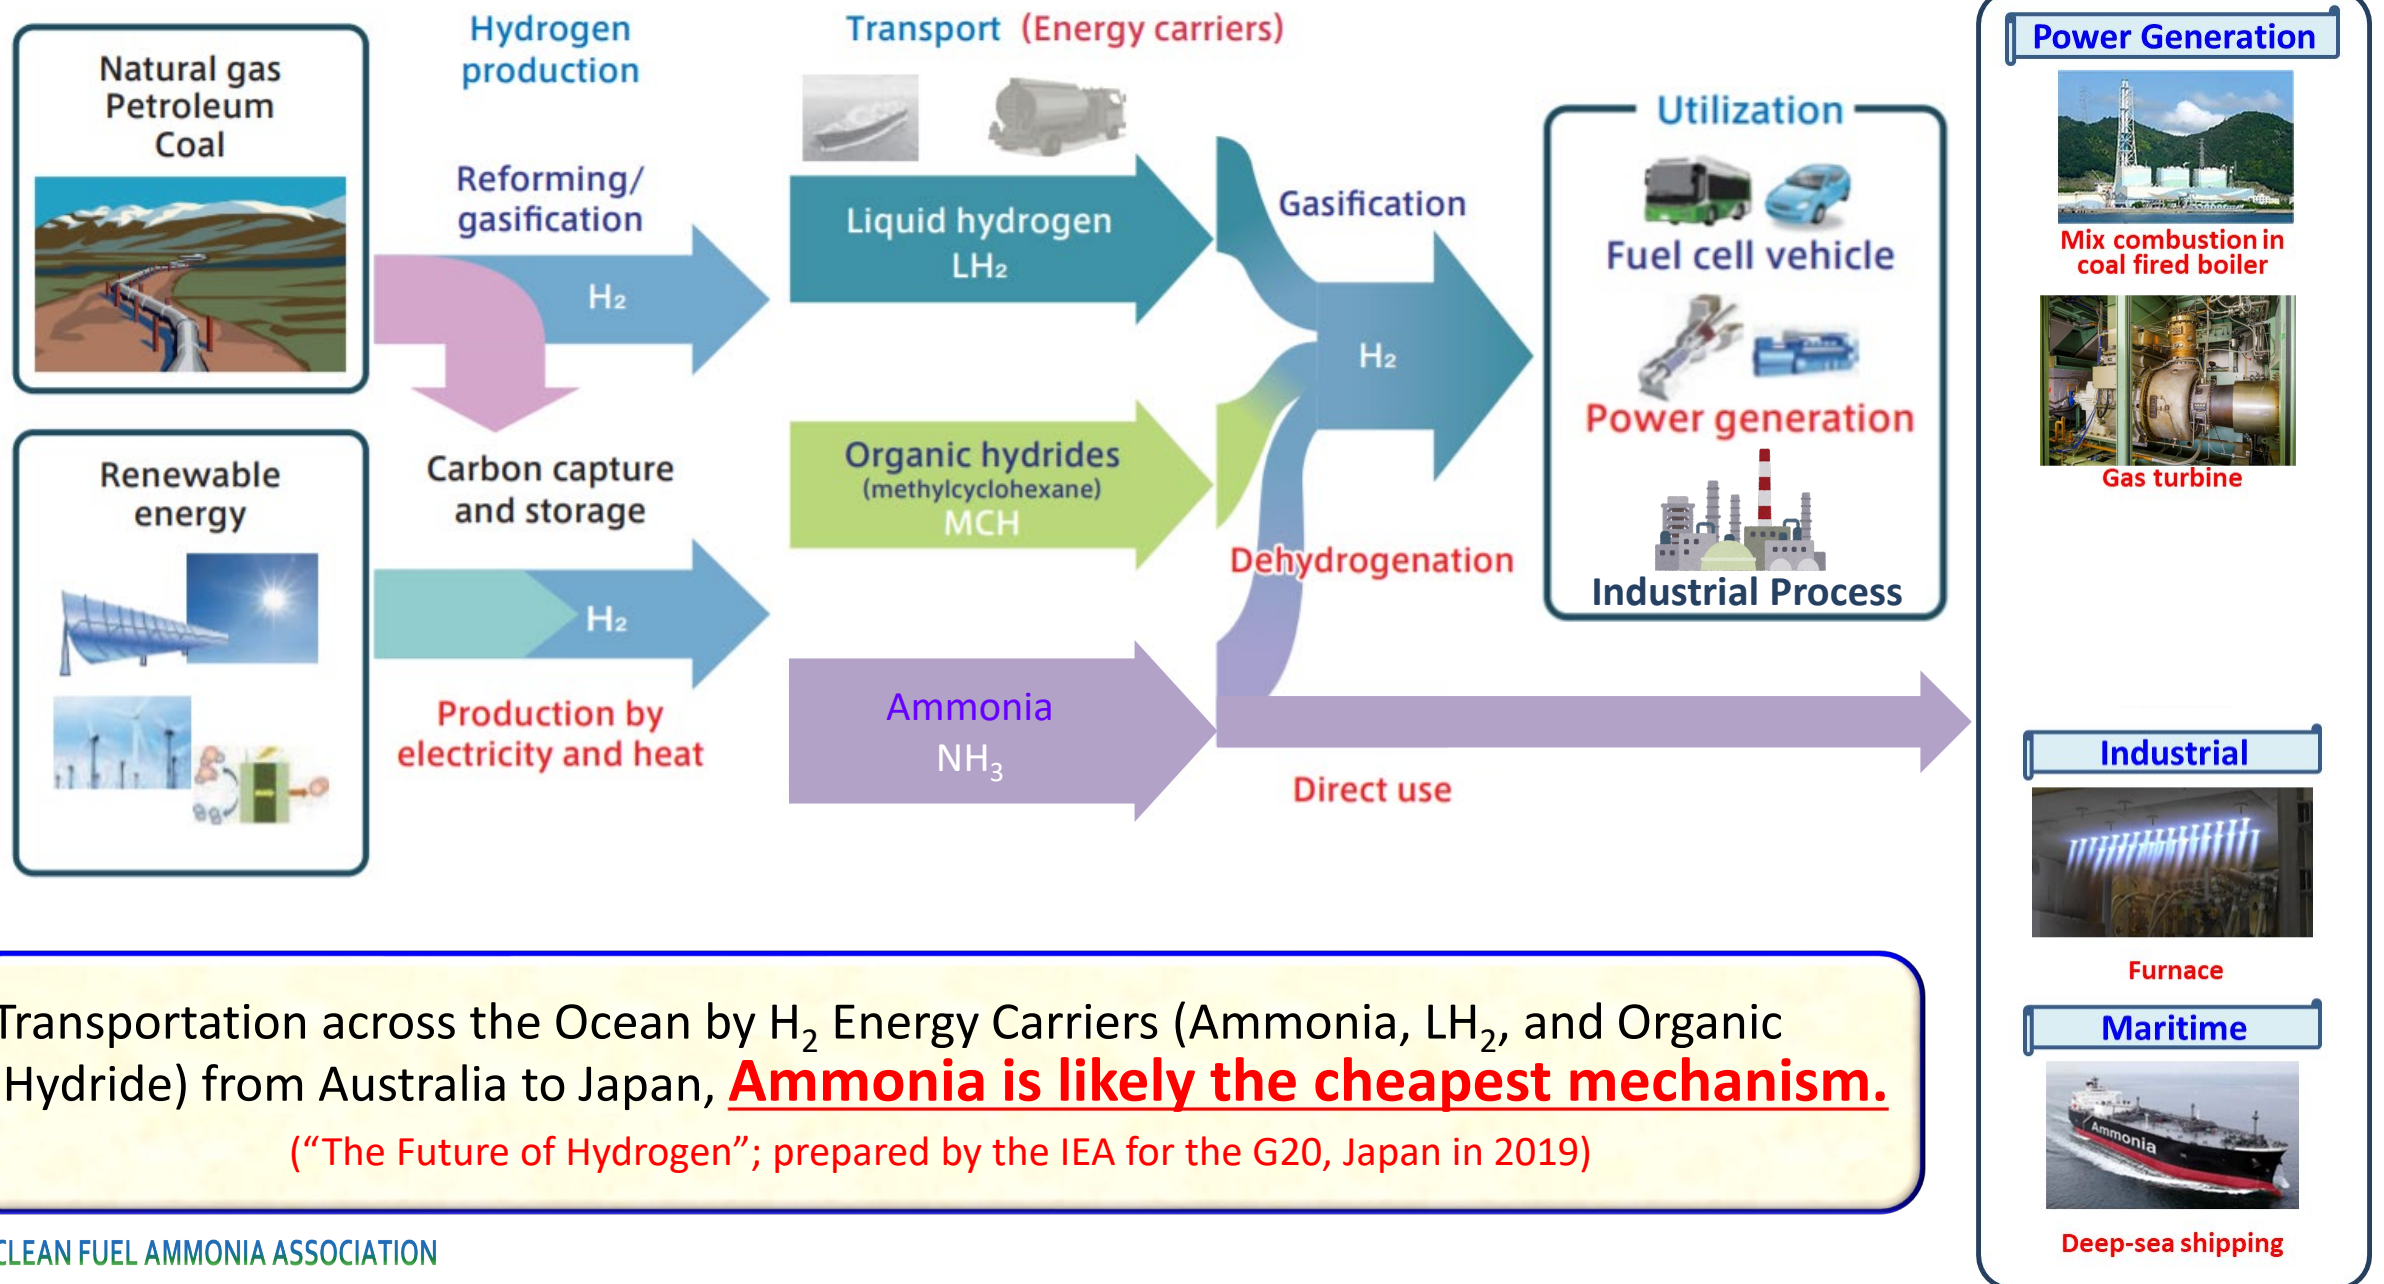 Natural gas
Petroleum
Coal
Renewable
energy
Hydrogen
production
Reforming/
gasification
H₂
Carbon capture
and storage
H₂
Production by
electricity and heat
Transport (Energy carriers)
Liquid hydrogen
LH₂
Organic hydrides
(methylcyclohexane)
MCH
Ammonia
NH₃
Gasification
H₂
Dehydrogenation
Direct use
Utilization
Fuel cell vehicle
Power generation
Industrial Process
Power Generation
Mix combustion in
coal fired boiler
Gas turbine
Industrial
Furnace
Maritime
Ammonia
Deep-sea shipping
Transportation across the Ocean by H₂ Energy Carriers (Ammonia, LH₂, and Organic
Hydride) from Australia to Japan, Ammonia is likely the cheapest mechanism.
(“The Future of Hydrogen”; prepared by the IEA for the G20, Japan in 2019)
CLEAN FUEL AMMONIA ASSOCIATION